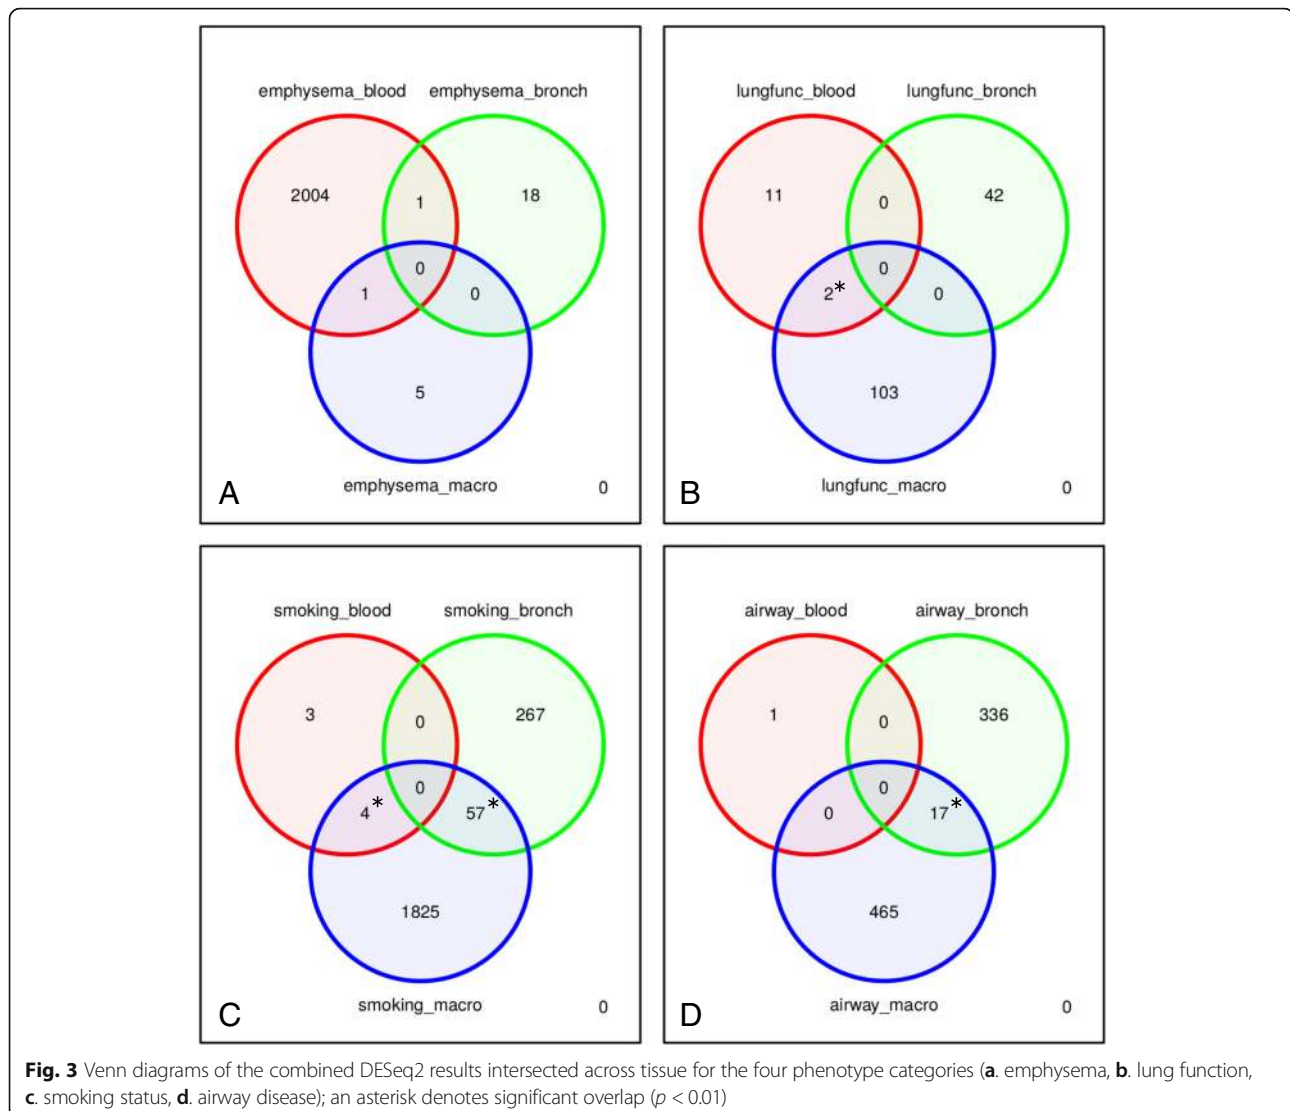 emphysema_blood emphysema_bronch
2004 1 18
0
1 0
5
A emphysema_macro 0
lungfunc_blood lungfunc_bronch
11 0 42
0
2* 0
103
B lungfunc_macro 0
smoking_blood smoking_bronch
3 0 267
0
4* 57*
1825
C smoking_macro 0
airway_blood airway_bronch
1 0 336
0
0 17*
465
D airway_macro 0
Fig. 3 Venn diagrams of the combined DESeq2 results intersected across tissue for the four phenotype categories (a. emphysema, b. lung function,
c. smoking status, d. airway disease); an asterisk denotes significant overlap (p < 0.01)